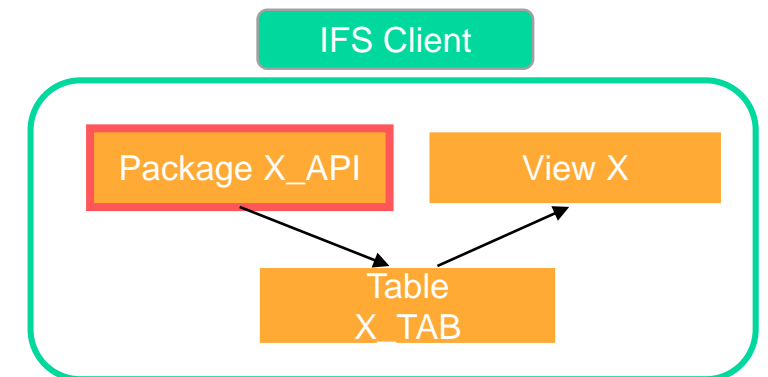 IFS Client
Package X_API
View X
Table
X_TAB